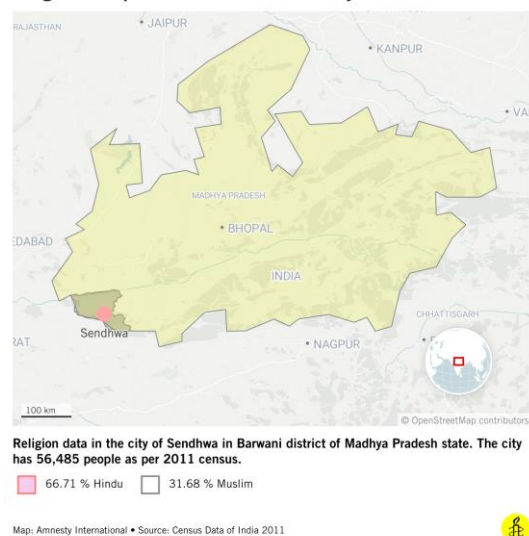 RAJASTHAN
• JAIPUR
• KANPUR
• VA
MADHYA PRADESH
• BHOPAL
EDABAD
INDIA
Sendhwa
RAT
• NAGPUR
CHHATTISGARH
100 km
© OpenStreetMap contributors
Religion data in the city of Sendhwa in Barwani district of Madhya Pradesh state. The city
has 56,485 people as per 2011 census.
66.71 % Hindu 31.68 % Muslim
Map: Amnesty International • Source: Census Data of India 2011